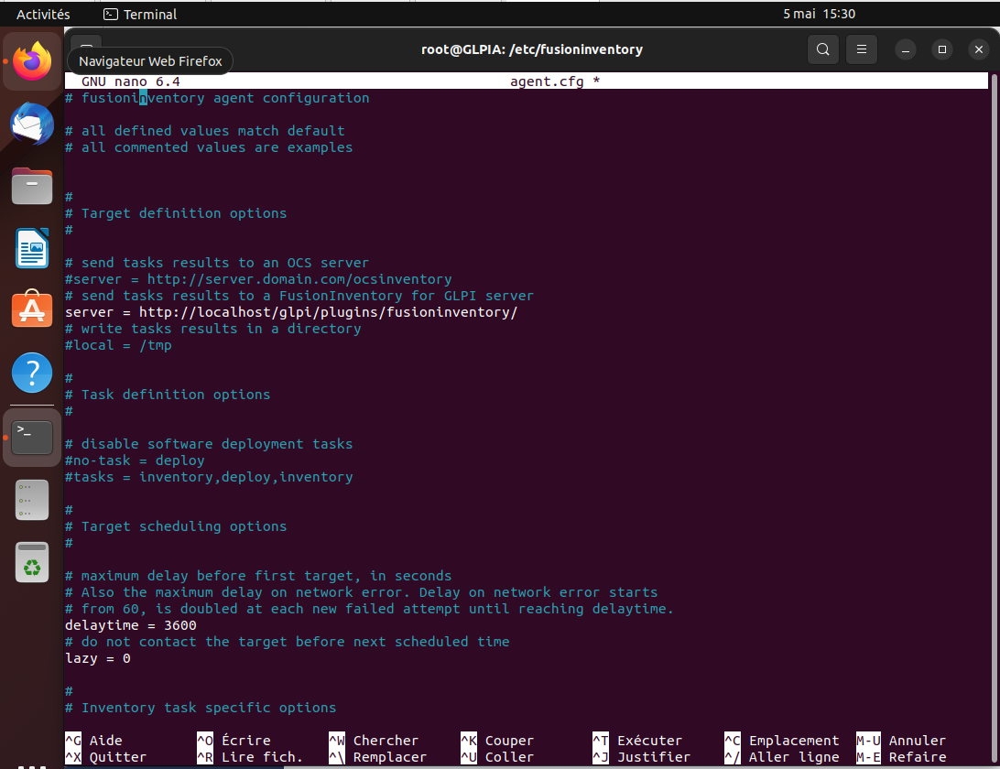 Activités
Terminal
5 mai 15:30
root@GLPIA: /etc/fusioninventory
Navigateur Web Firefox
GNU nano 6.4 agent.cfg *
# fusioninventory agent configuration
# all defined values match default
# all commented values are examples
#
# Target definition options
#
# send tasks results to an OCS server
#server = http://server.domain.com/ocsinventory
# send tasks results to a FusionInventory for GLPI server
server = http://localhost/glpi/plugins/fusioninventory/
# write tasks results in a directory
#local = /tmp
#
# Task definition options
#
# disable software deployment tasks
#no-task = deploy
#tasks = inventory,deploy,inventory
#
# Target scheduling options
#
# maximum delay before first target, in seconds
# Also the maximum delay on network error. Delay on network error starts
# from 60, is doubled at each new failed attempt until reaching delaytime.
delaytime = 3600
# do not contact the target before next scheduled time
lazy = 0
#
# Inventory task specific options
^G Aide ^O Écrire ^W Chercher ^K Couper ^T Exécuter ^C Emplacement M-U Annuler
^X Quitter ^R Lire fich. ^\ Remplacer ^U Coller ^J Justifier ^/ Aller ligne M-E Refaire